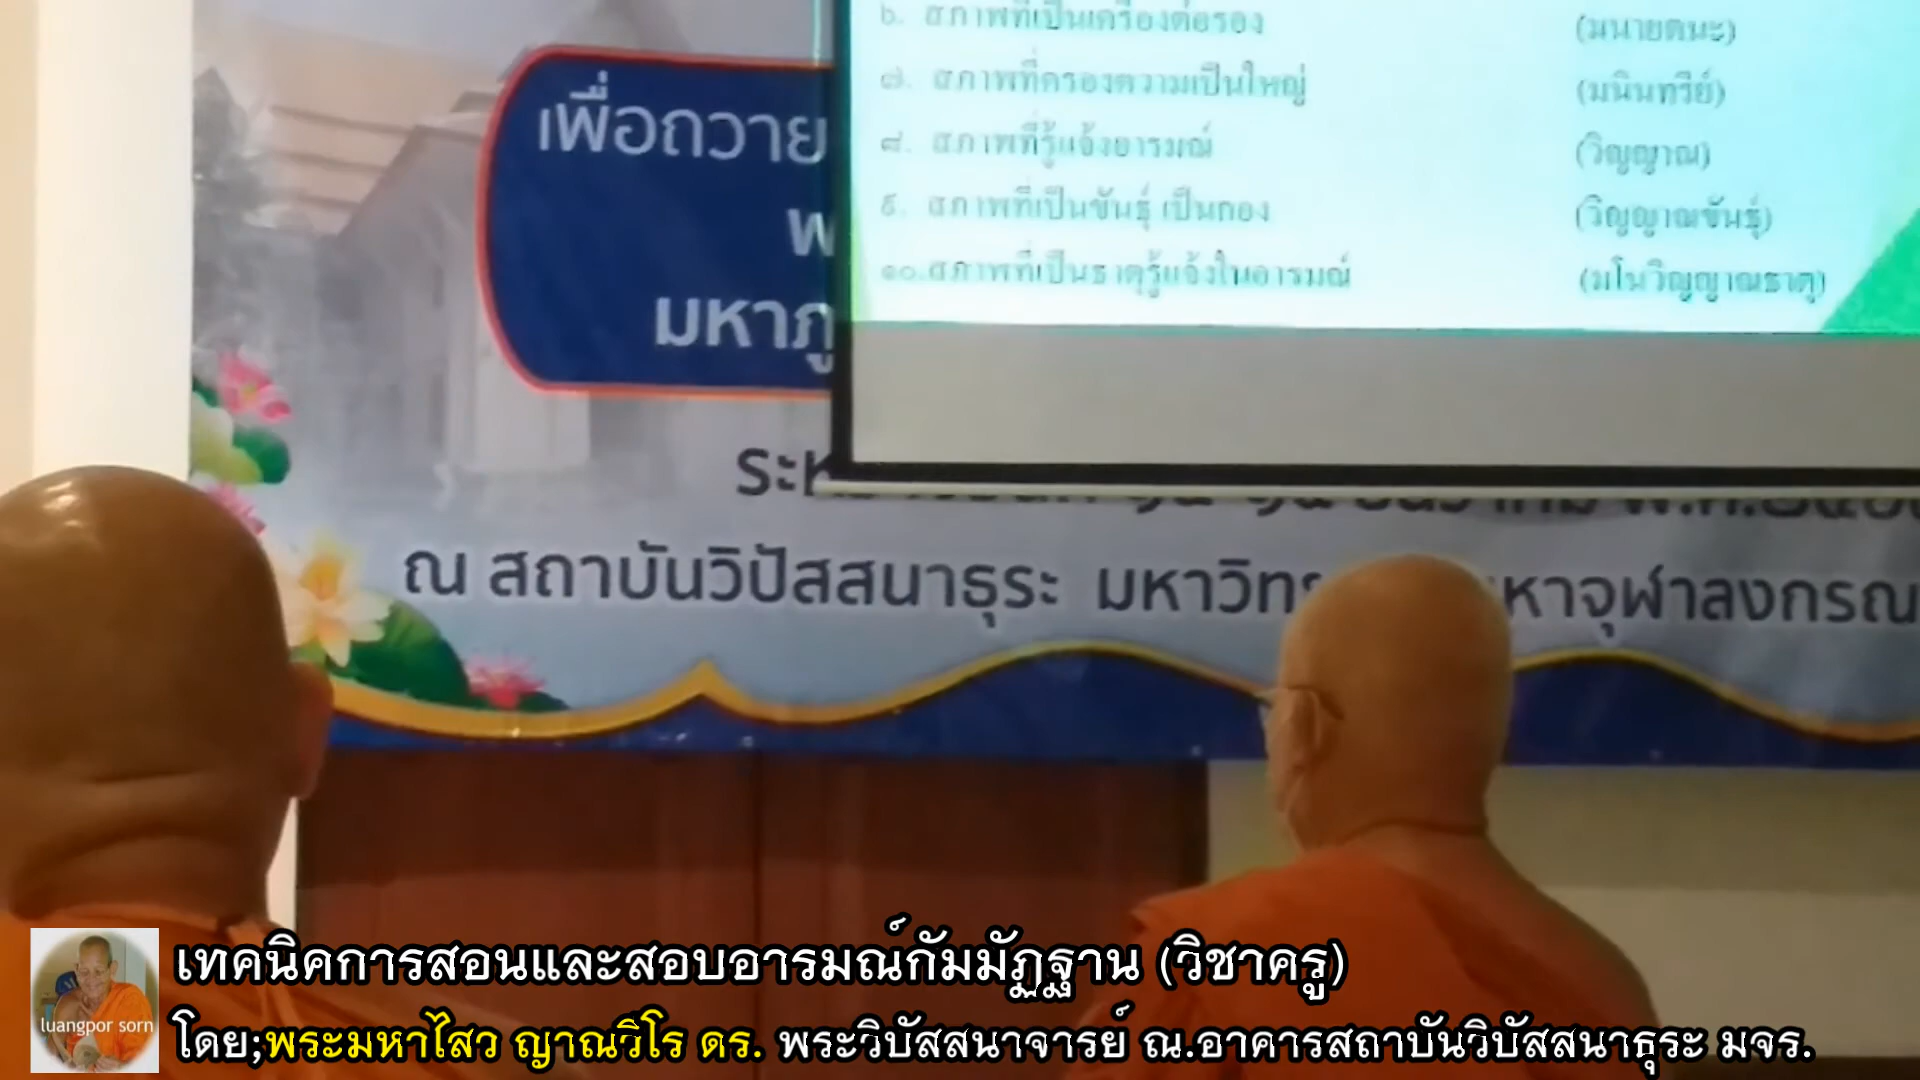 ๖. สภาพที่เป็นเครื่องต่อรอง (มนายตนะ)
๗. สภาพที่ครองความเป็นใหญ่ (มนินทรีย์)
๘. สภาพที่รู้แจ้งอารมณ์ (วิญญาณ)
๙. สภาพที่เป็นขันธุ์ เป็นกอง (วิญญาณขันธุ์)
๑๐.สภาพที่เป็นธาตุรู้แจ้งในอารมณ์ (มโนวิญญาณธาตุ)
เพื่อถวาย
พ
มหาภู
ณ สถาบันวิปัสสนาธุระ มหาวิท หาจุฬาลงกรณ
luangpor sorn
เทคนิคการสอนและสอบอารมณ์กัมมัฏฐาน (วิชาครู)
โดย;พระมหาไสว ญาณวิโร ดร. พระวิบัสสนาจารย์ ณ.อาคารสถาบันวิบัสสนาธุระ มจร.